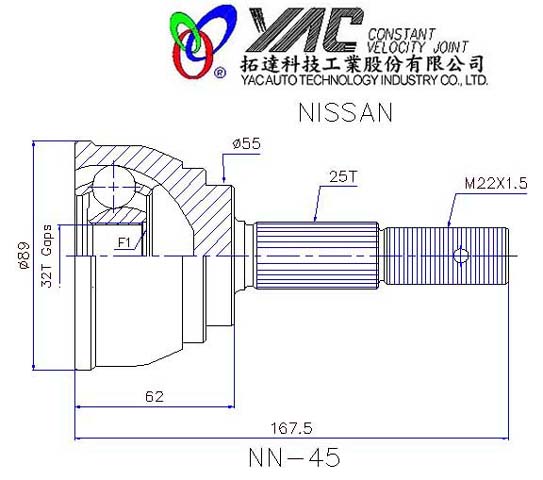 YAC CONSTANT
VELOCITY JOINT
拓達科技工業股份有限公司
YAC AUTO TECHNOLOGY INDUSTRY CO., LTD.
NISSAN
ø55
25T
M22X1.5
F1
32T Gaps
ø89
62
167.5
NN-45